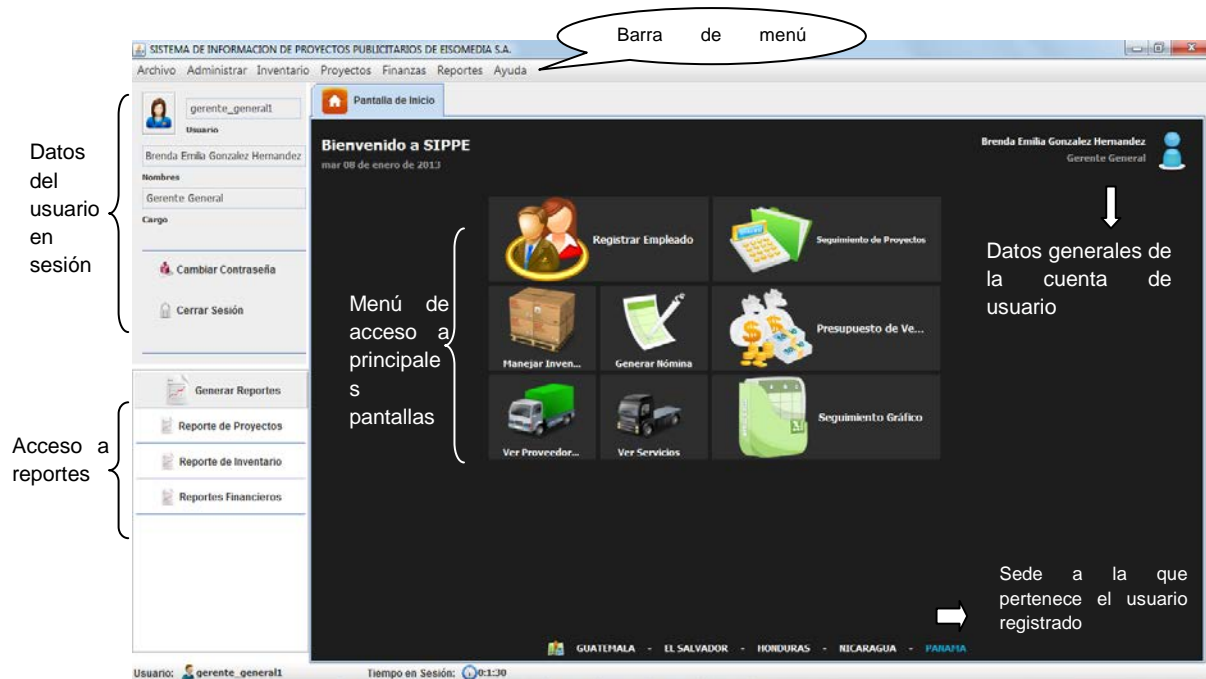 Barra de menú
SISTEMA DE INFORMACION DE PROYECTOS PUBLICITARIOS DE EISOMEDIA S.A.
Archivo Administrar Inventario Proyectos Finanzas Reportes Ayuda
Datos
del
usuario
en
sesión
gerente_general1
Usuario
Brenda Emilia Gonzalez Hernandez
Nombres
Gerente General
Cargo
Cambiar Contraseña
Cerrar Sesión
Acceso a
reportes
Generar Reportes
Reporte de Proyectos
Reporte de Inventario
Reportes Financieros
Pantalla de Inicio
Bienvenido a SIPPE
mar 08 de enero de 2013
Brenda Emilia Gonzalez Hernandez
Gerente General
Datos generales de
la cuenta de
usuario
Menú de
acceso a
principale
s
pantallas
Registrar Empleado
Seguimiento de Proyectos
Manejar Inven...
Generar Nómina
Presupuesto de Ve...
Ver Proveedor...
Ver Servicios
Seguimiento Gráfico
Sede a la que
pertenece el usuario
registrado
GUATEMALA - EL SALVADOR - HONDURAS - NICARAGUA - PANAMA
Usuario: gerente_general1 Tiempo en Sesión: 0:1:30